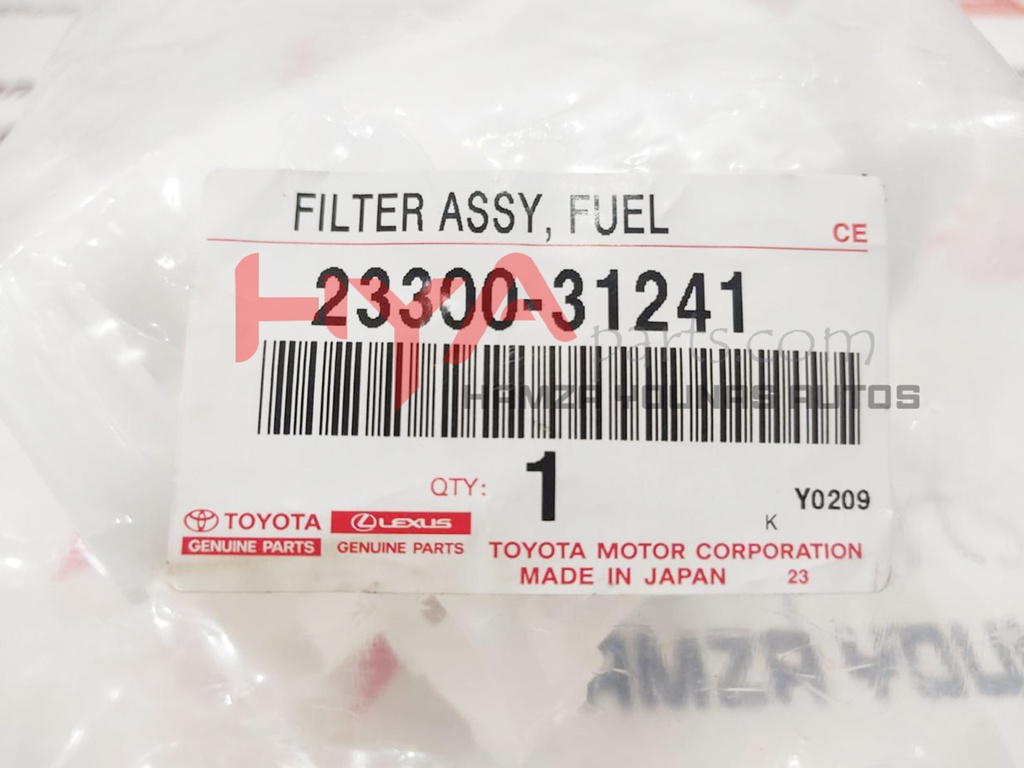 FILTER ASSY, FUEL
CE
23300-31241
HYA parts.com
HAMZA YOUNAS AUTOS
QTY: 1
Y0209
K
TOYOTA LEXUS
GENUINE PARTS GENUINE PARTS
TOYOTA MOTOR CORPORATION
MADE IN JAPAN 23